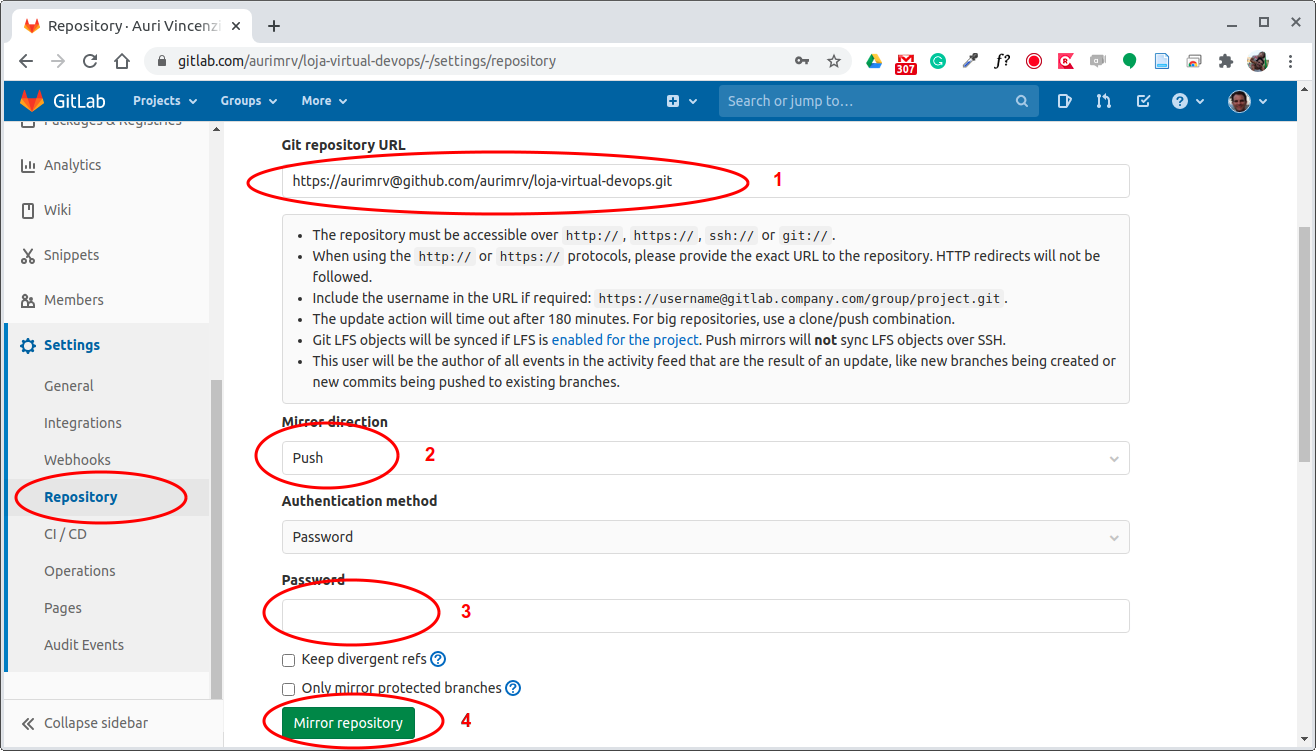 Repository · Auri Vincenzi
gitlab.com/aurimrv/loja-virtual-devops/-/settings/repository
307
f?
GitLab
Projects
Groups
More
Search or jump to…
Packages & Registries
Analytics
Wiki
Snippets
Members
Settings
General
Integrations
Webhooks
Repository
CI / CD
Operations
Pages
Audit Events
Collapse sidebar
Git repository URL
https://aurimrv@github.com/aurimrv/loja-virtual-devops.git
1
• The repository must be accessible over http://, https://, ssh:// or git://.
• When using the http:// or https:// protocols, please provide the exact URL to the repository. HTTP redirects will not be
followed.
• Include the username in the URL if required: https://username@gitlab.company.com/group/project.git.
• The update action will time out after 180 minutes. For big repositories, use a clone/push combination.
• Git LFS objects will be synced if LFS is enabled for the project. Push mirrors will not sync LFS objects over SSH.
• This user will be the author of all events in the activity feed that are the result of an update, like new branches being created or
new commits being pushed to existing branches.
Mirror direction
Push
2
Authentication method
Password
Password
3
Keep divergent refs ?
Only mirror protected branches ?
Mirror repository
4